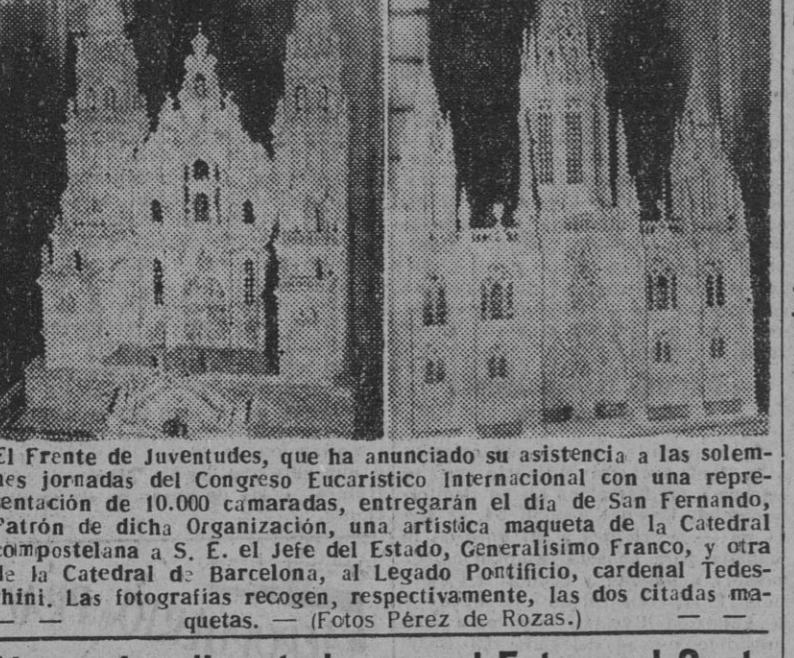 El Frente de Juventudes, que ha anunciado su asistencia a las solem-
nes jornadas del Congreso Eucarístico Internacional con una repre-
sentación de 10.000 camaradas, entregarán el día de San Fernando,
Patrón de dicha Organización, una artística maqueta de la Catedral
compostelana a S. E. el Jefe del Estado, Generalísimo Franco, y otra
de la Catedral de Barcelona, al Legado Pontificio, cardenal Tedes-
chini. Las fotografías recogen, respectivamente, las dos citadas ma-
— — quetas. — (Fotos Pérez de Rozas.) — —